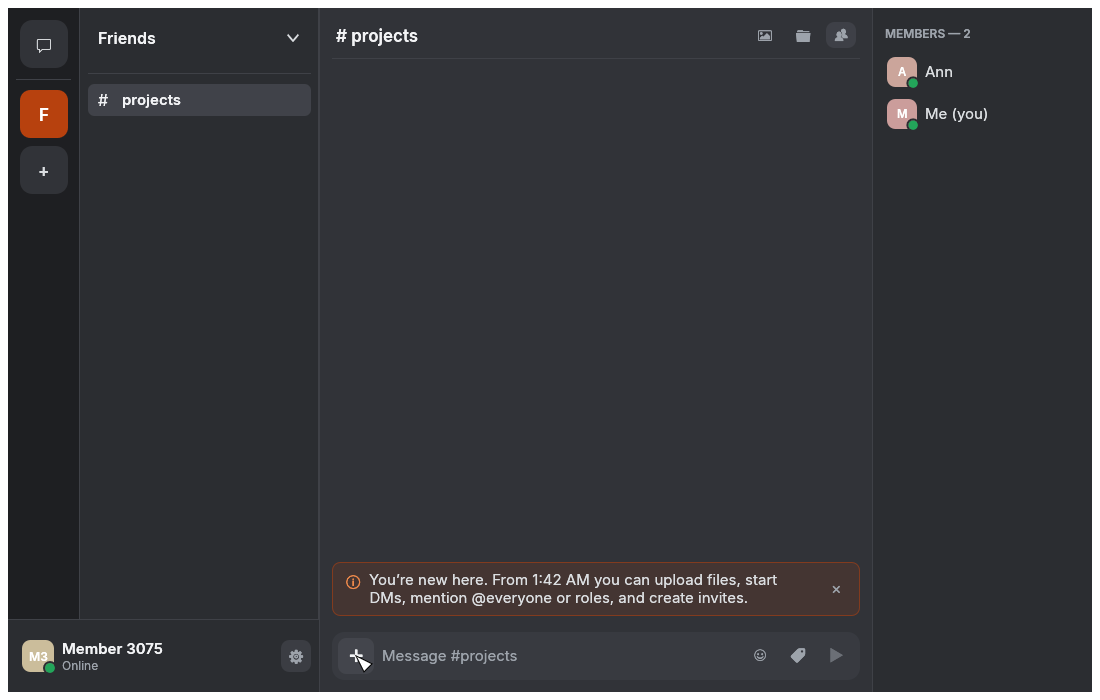 F
+
Friends
# projects
M3
Member 3075
Online
# projects
You're new here. From 1:42 AM you can upload files, start
DMs, mention @everyone or roles, and create invites.
Message #projects
MEMBERS — 2
A
Ann
M
Me (you)